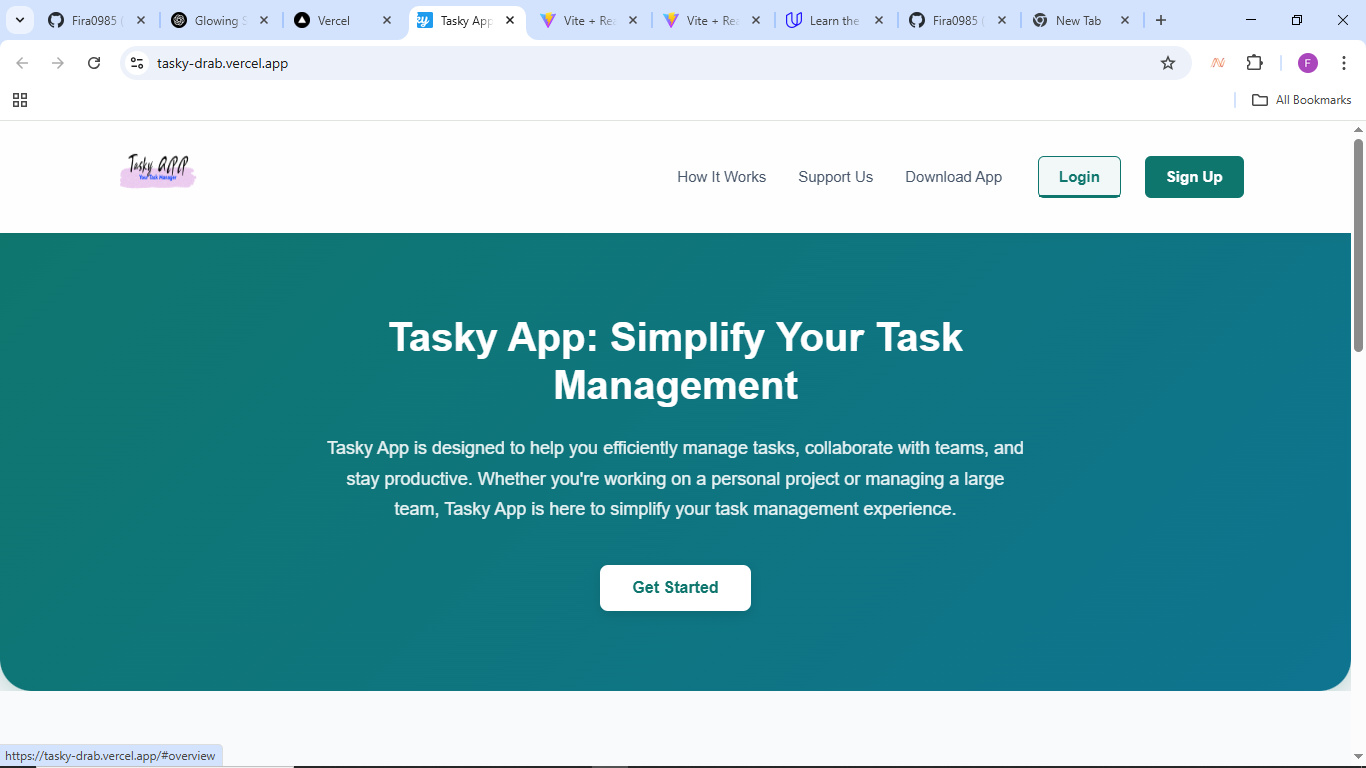 Fira0985 (
Glowing S
Vercel
Tasky App
Vite + Rea
Vite + Rea
Learn the
Fira0985 (
New Tab
tasky-drab.vercel.app
F
All Bookmarks
Tasky APP
Your Task Manager
How It Works
Support Us
Download App
Login
Sign Up
Tasky App: Simplify Your Task
Management
Tasky App is designed to help you efficiently manage tasks, collaborate with teams, and
stay productive. Whether you're working on a personal project or managing a large
team, Tasky App is here to simplify your task management experience.
Get Started
https://tasky-drab.vercel.app/#overview